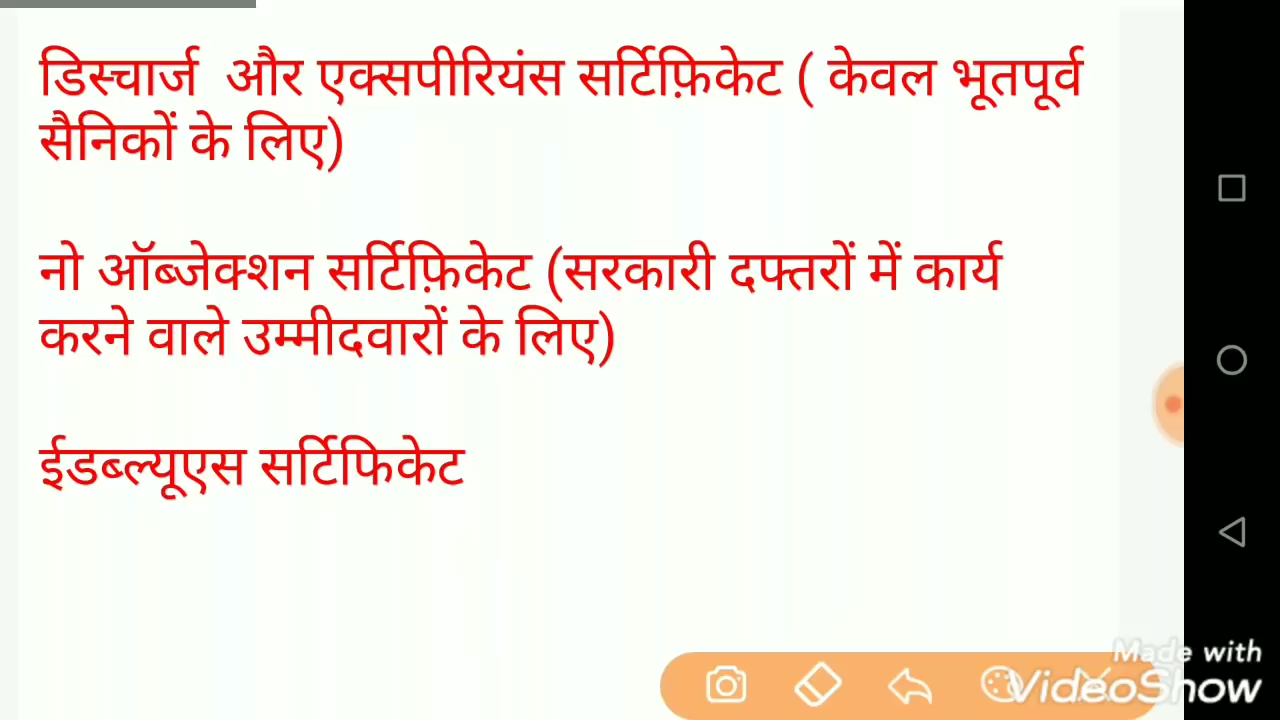 डिस्चार्ज और एक्सपीरियंस सर्टिफ़िकेट ( केवल भूतपूर्व
सैनिकों के लिए)
नो ऑब्जेक्शन सर्टिफ़िकेट (सरकारी दफ्तरों में कार्य
करने वाले उम्मीदवारों के लिए)
ईडब्ल्यूएस सर्टिफिकेट
Made with
VideoShow